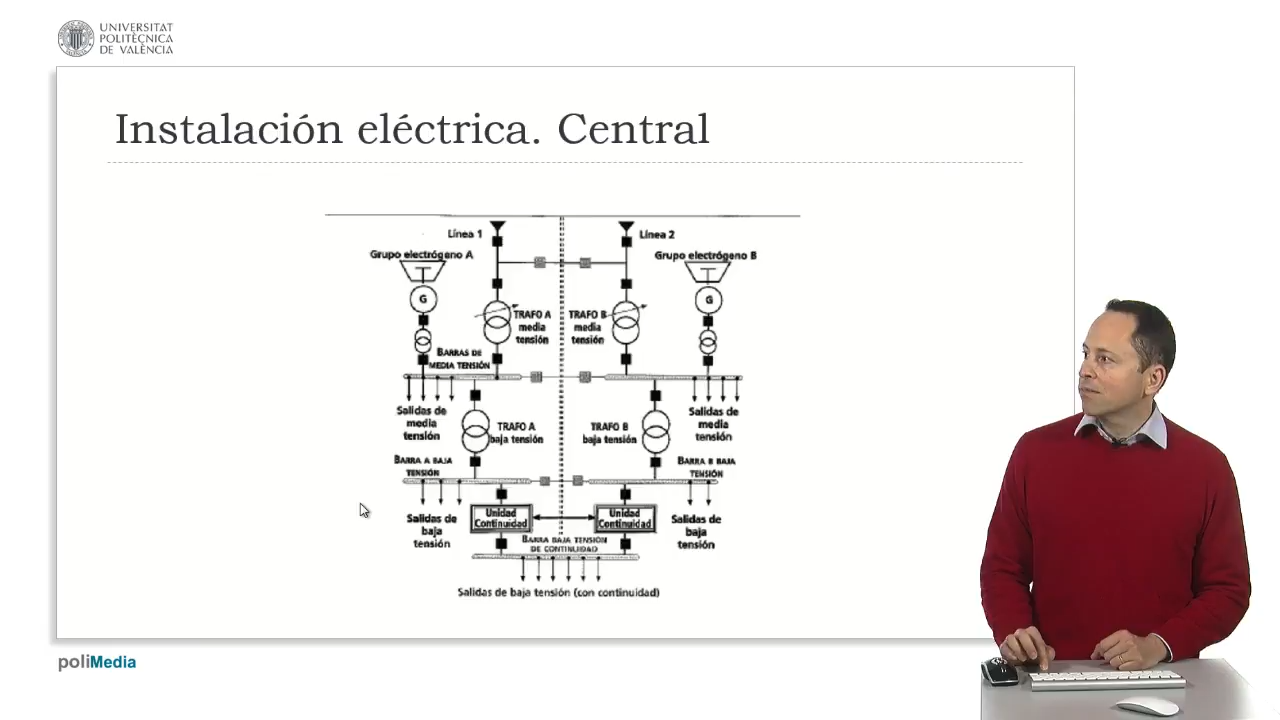 UNIVERSITAT
POLITÈCNICA
DE VALÈNCIA
Instalación eléctrica. Central
Línea 1
Línea 2
Grupo electrógeno A
Grupo electrógeno B
G
G
TRAFO A
media
tensión
TRAFO B
media
tensión
BARRAS DE
MEDIA TENSIÓN
Salidas de
media
tensión
Salidas de
media
tensión
TRAFO A
baja tensión
TRAFO B
baja tensión
BARRA A BAJA
TENSIÓN
BARRA B BAJA
TENSIÓN
Salidas de
baja
tensión
Unidad
Continuidad
Unidad
Continuidad
Salidas de
baja
tensión
BARRA BAJA TENSIÓN
DE CONTINUIDAD
Salidas de baja tensión (con continuidad)
poliMedia